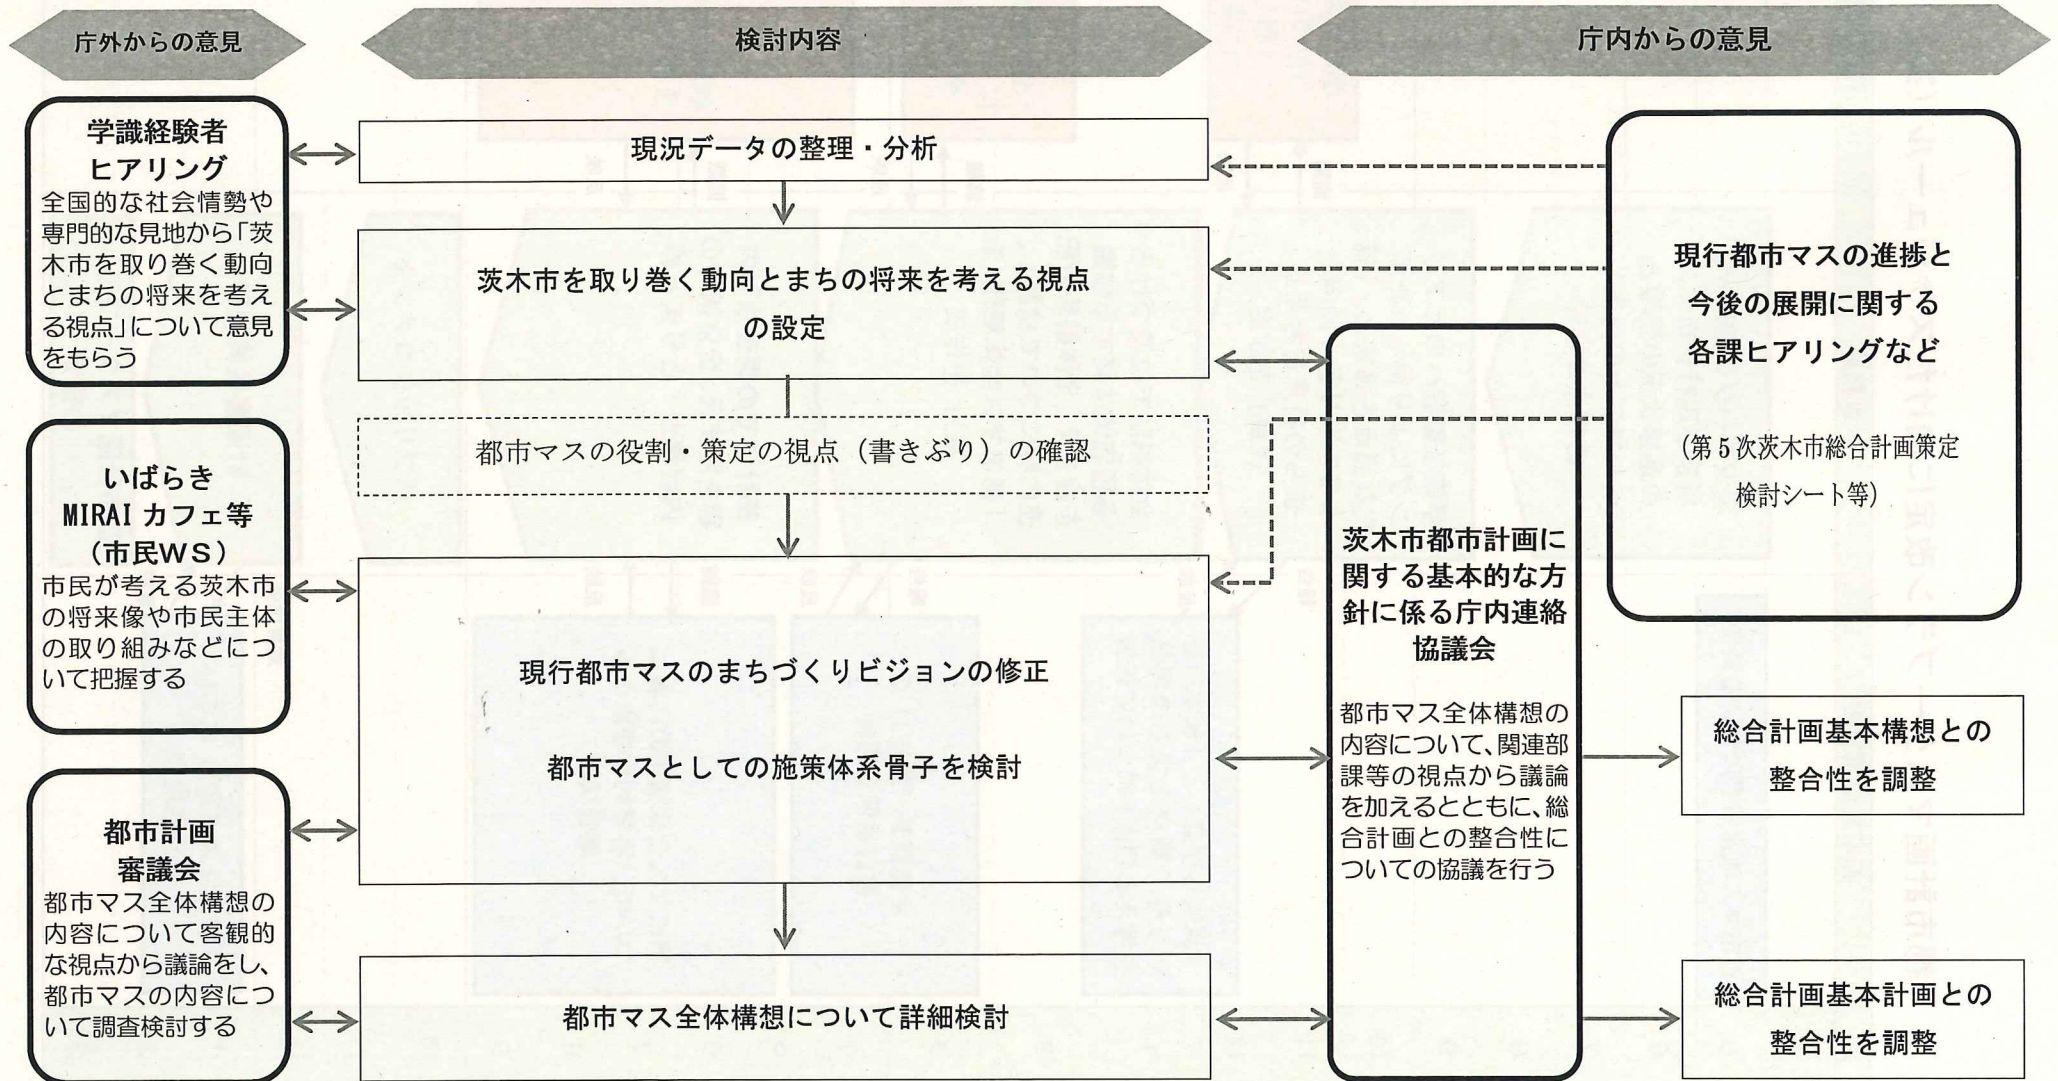 庁外からの意見
検討内容
庁内からの意見
学識経験者
ヒアリング
全国的な社会情勢や
専門的な見地から「茨
木市を取り巻く動向
とまちの将来を考え
る視点」について意見
をもらう
いばらき
MIRAI カフェ等
（市民ＷＳ）
市民が考える茨木市
の将来像や市民主体
の取り組みなどにつ
いて把握する
都市計画
審議会
都市マス全体構想の
内容について客観的
な視点から議論をし、
都市マスの内容につ
いて調査検討する
現況データの整理・分析
茨木市を取り巻く動向とまちの将来を考える視点
の設定
都市マスの役割・策定の視点（書きぶり）の確認
現行都市マスのまちづくりビジョンの修正
都市マスとしての施策体系骨子を検討
都市マス全体構想について詳細検討
茨木市都市計画に
関する基本的な方
針に係る庁内連絡
協議会
都市マス全体構想の
内容について、関連部
課等の視点から議論
を加えるとともに、総
合計画との整合性に
ついての協議を行う
現行都市マスの進捗と
今後の展開に関する
各課ヒアリングなど
（第５次茨木市総合計画策定
検討シート等）
総合計画基本構想との
整合性を調整
総合計画基本計画との
整合性を調整